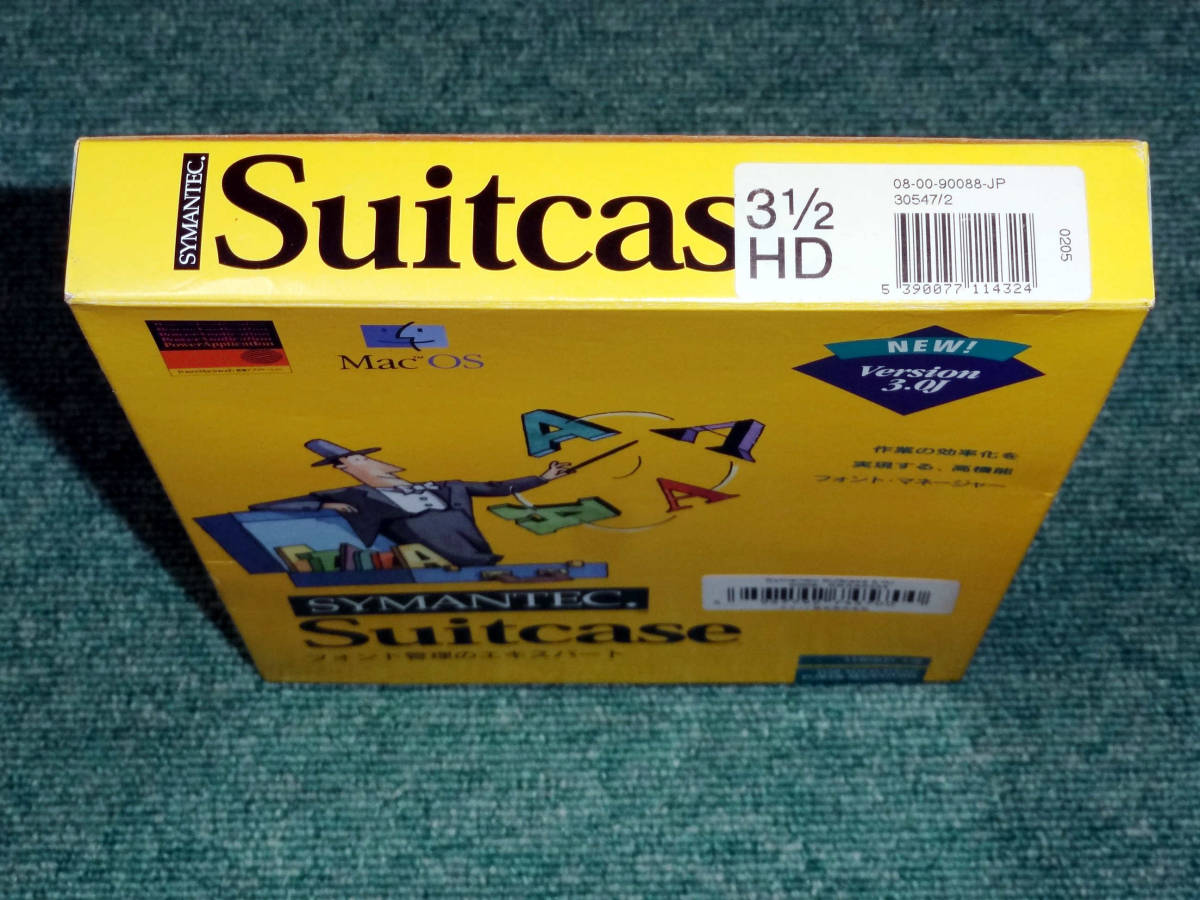 SYMANTEC.
Suitcas
3½
HD
08-00-90088-JP
30547/2
5 390077 114324
0205
PowerApplication
Mac™OS
NEW!
Version
3.0J
作業の効率化を
実現する、高機能
フォント・マネージャー
SYMANTEC.
Suitcase
フォント管理のエキスパート